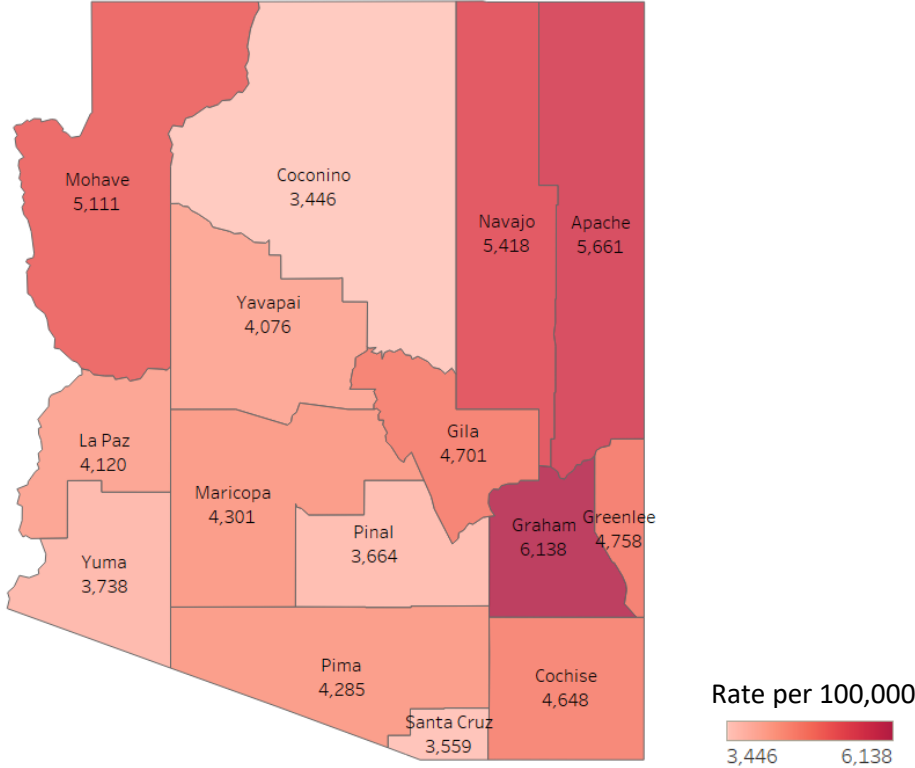 Mohave
5,111
Coconino
3,446
Navajo
5,418
Apache
5,661
Yavapai
4,076
La Paz
4,120
Gila
4,701
Maricopa
4,301
Pinal
3,664
Graham
6,138
Greenlee
4,758
Yuma
3,738
Pima
4,285
Cochise
4,648
Santa Cruz
3,559
Rate per 100,000
3,446 6,138